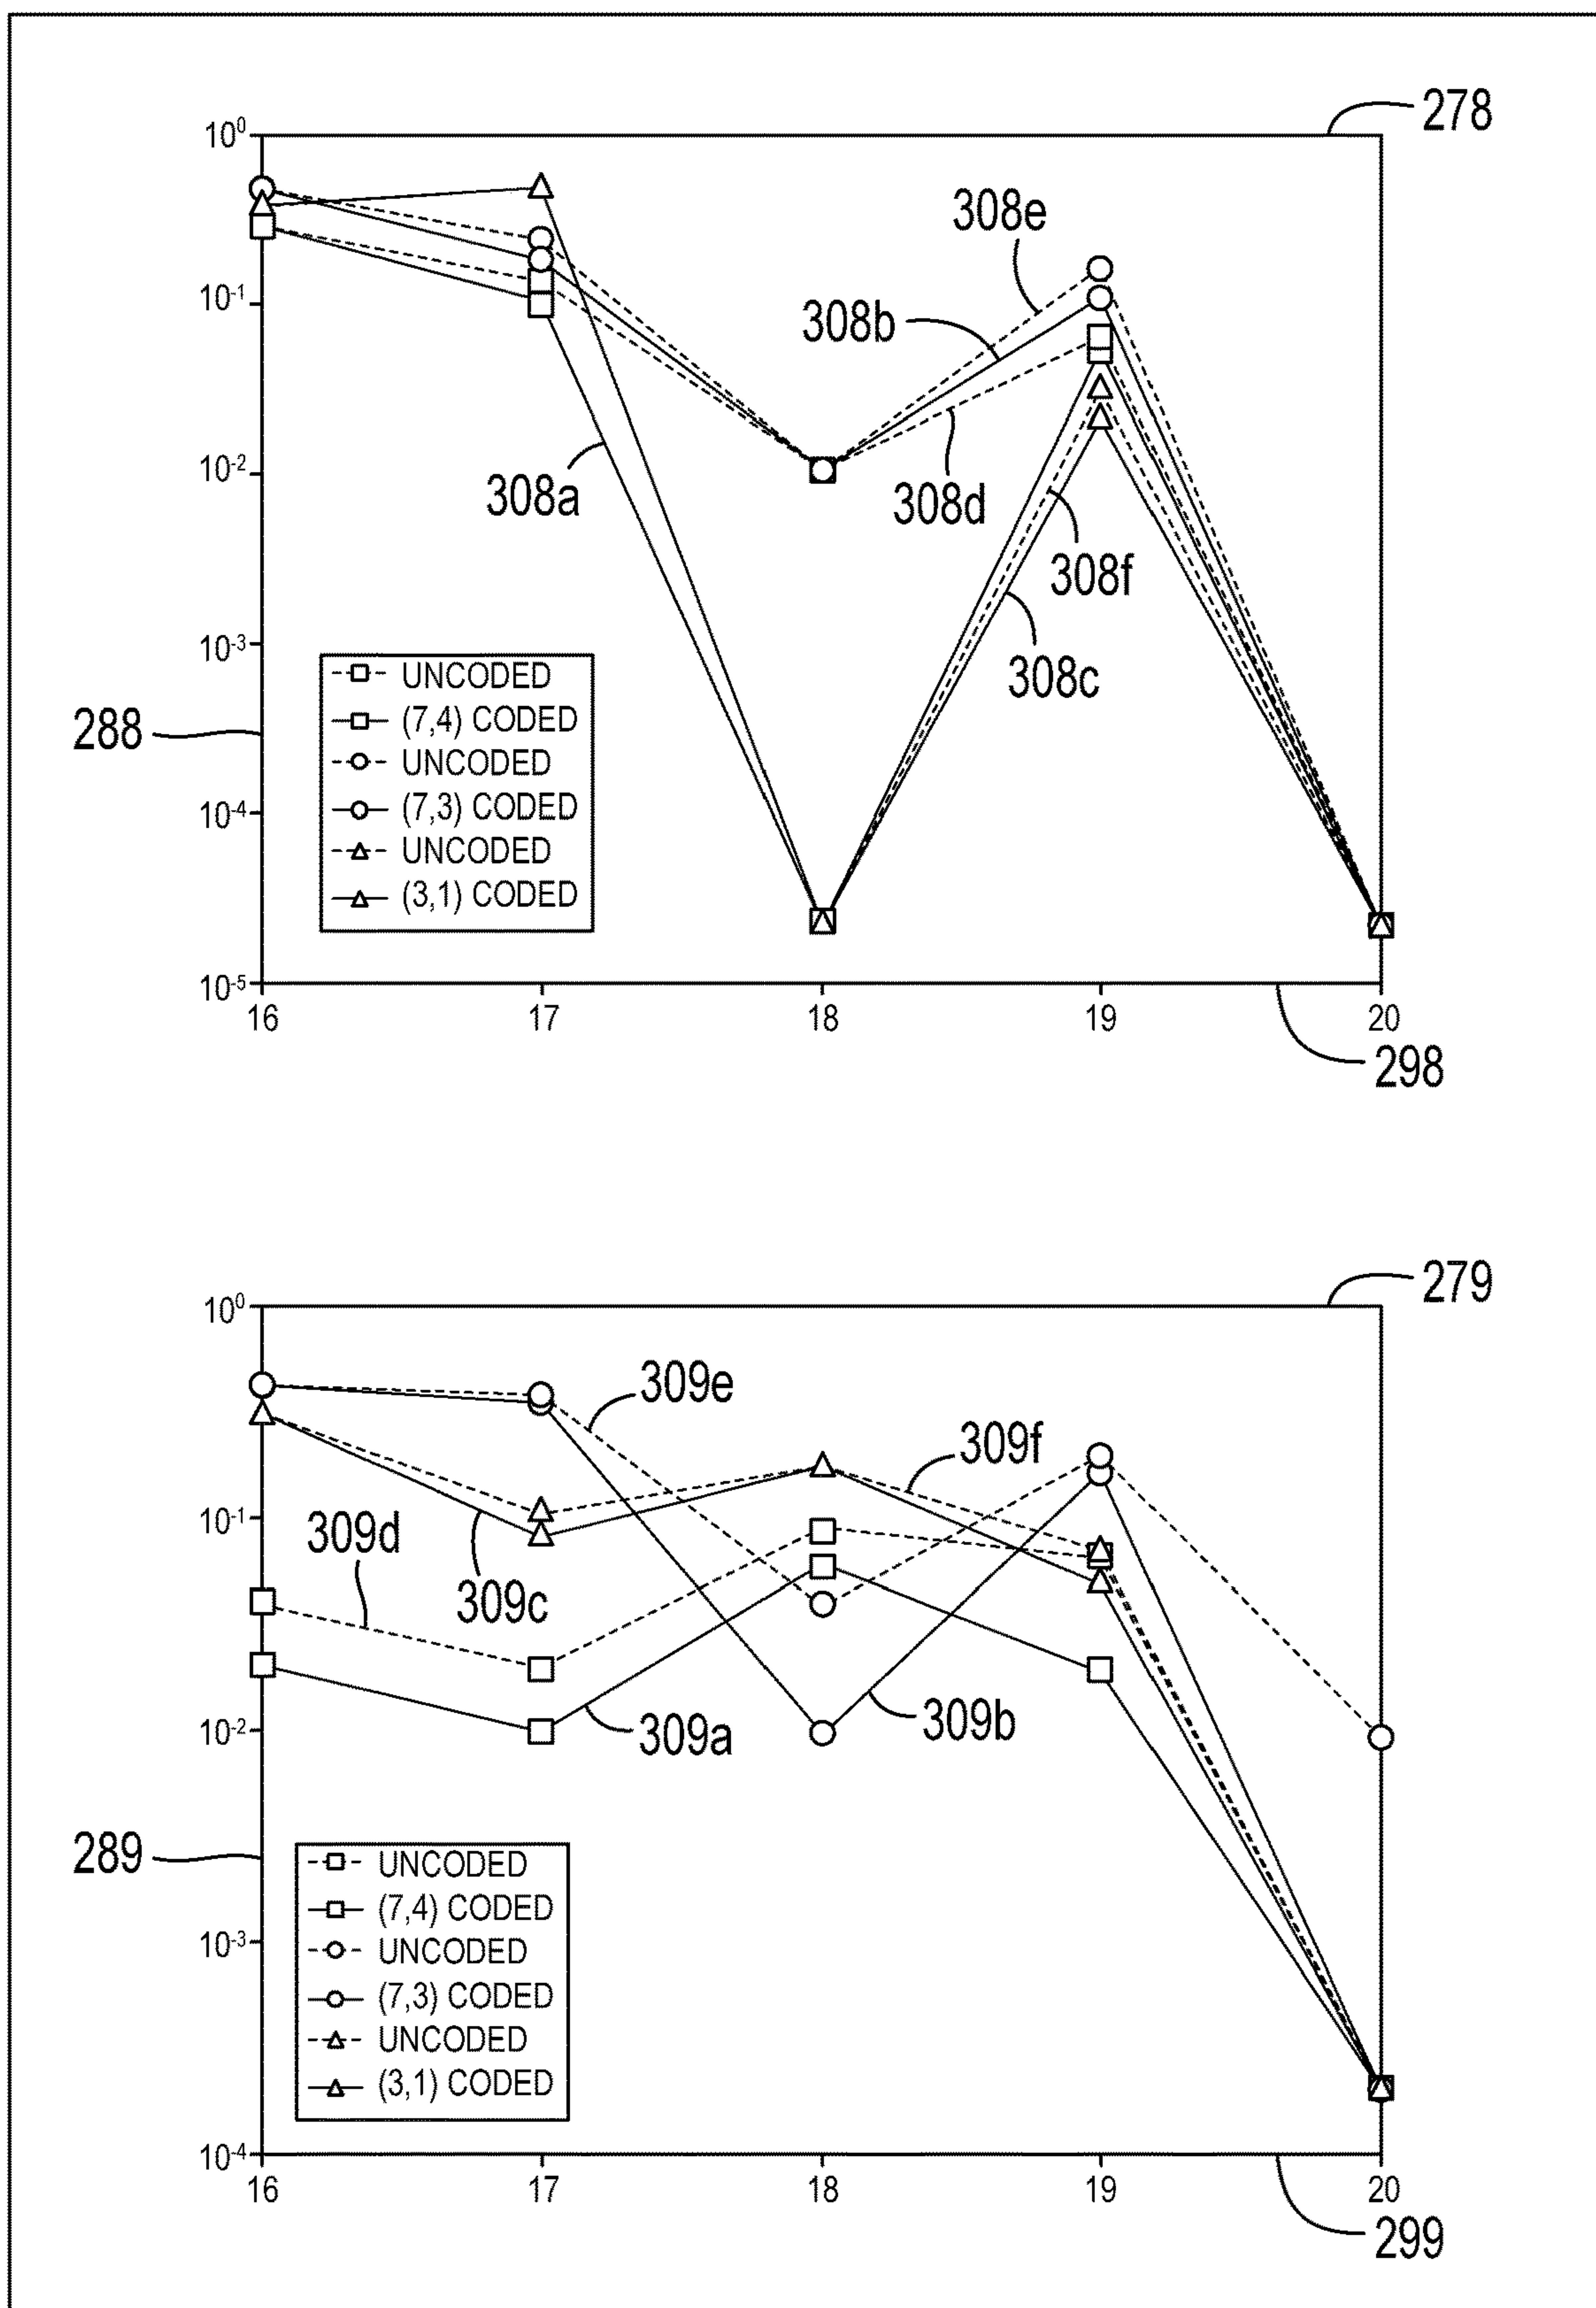 278
10⁰
308e
10⁻¹
308b
10⁻²
308a
308d
308f
10⁻³
308c
UNCODED
(7,4) CODED
288
UNCODED
(7,3) CODED
10⁻⁴
UNCODED
(3,1) CODED
10⁻⁵
16 17 18 19 20
298
279
10⁰
309e
309f
10⁻¹
309d
309c
10⁻²
309a
309b
289
UNCODED
(7,4) CODED
10⁻³
UNCODED
(7,3) CODED
UNCODED
(3,1) CODED
10⁻⁴
16 17 18 19 20
299